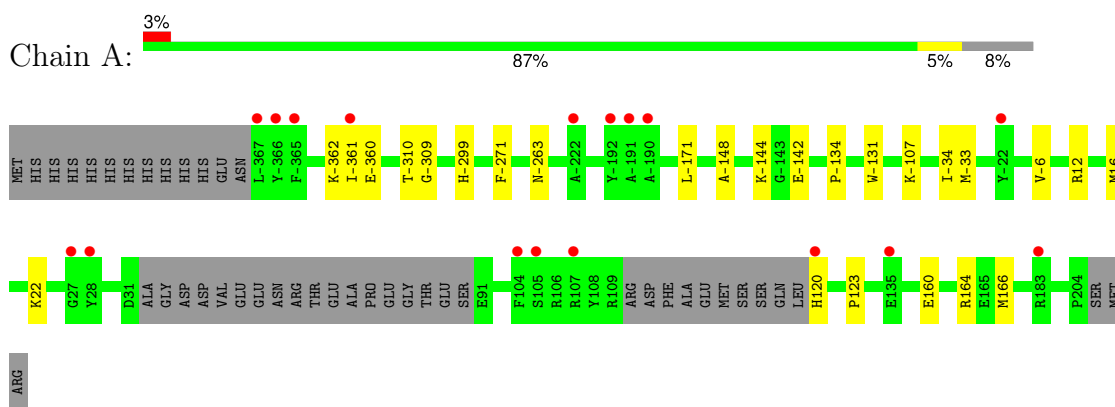 3%
Chain A:
87% 5% 8%
MET HIS HIS HIS HIS HIS HIS HIS HIS HIS HIS GLU ASN L-367 Y-366 F-365 K-362 I-361 E-360 T-310 G-309 H-299 F-271 N-263 A-222 Y-192 A-191 A-190 L-171 A-148 K-144 G-143 E-142 P-134 W-131 K-107 I-34 M-33 Y-22 V-6 R12 M16
K22 G27 Y28 D31 ALA GLY ASP ASP VAL GLU GLU ASN ARG THR GLU ALA PRO GLU GLY THR GLU SER E91 F104 S105 R106 R107 Y108 R109 ARG ASP PHE ALA GLU MET SER SER GLN LEU H120 P123 E135 E160 R164 E165 M166 R183 P204 SER MET
ARG